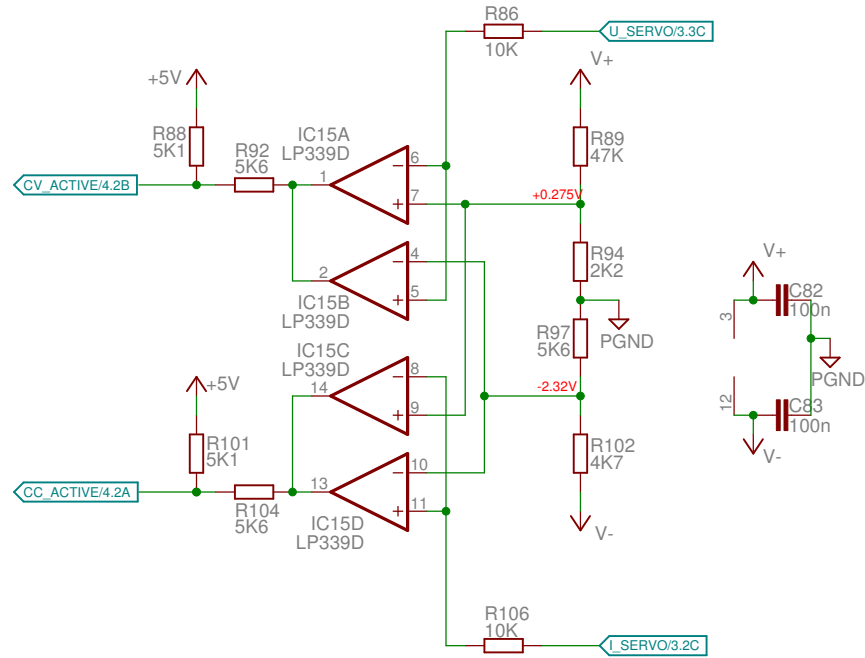 R86
10K
U_SERVO/3.3C
V+
+5V
R88
5K1
R92
5K6
CV_ACTIVE/4.2B
IC15A
LP339D
1
6
7
−
+
R89
47K
+0.275V
R94
2K2
2
4
5
−
+
IC15B
LP339D
PGND
R97
5K6
V+
C82
100n
3
PGND
12
C83
100n
V-
IC15C
LP339D
14
8
9
−
+
-2.32V
+5V
R101
5K1
CC_ACTIVE/4.2A
R104
5K6
13
10
11
−
+
IC15D
LP339D
R102
4K7
V-
R106
10K
I_SERVO/3.2C